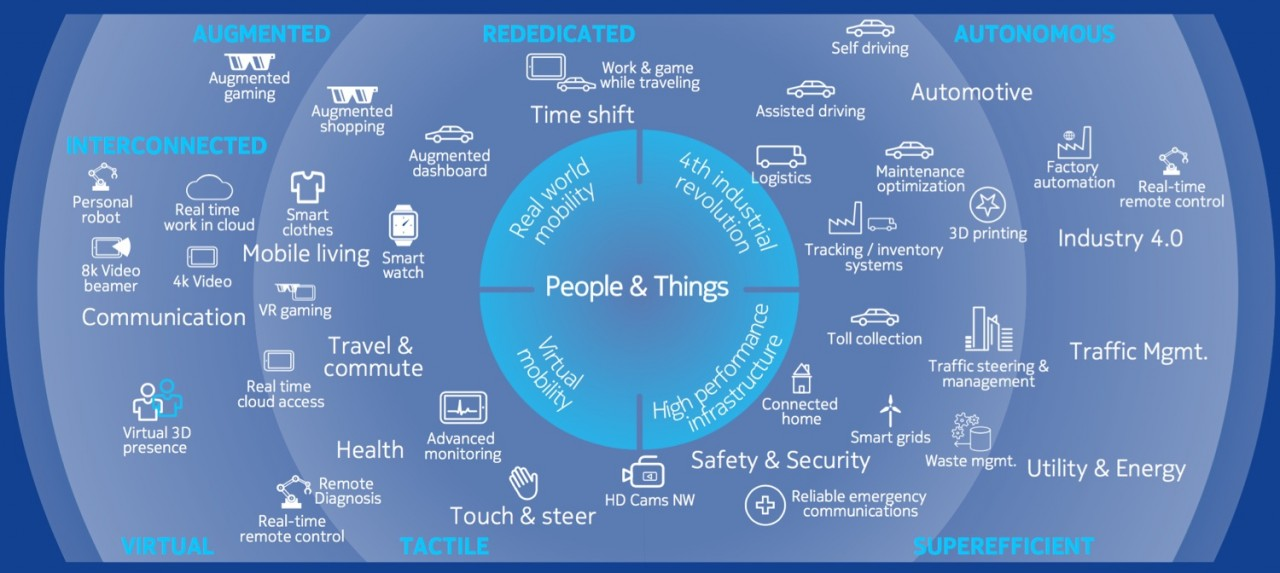 AUGMENTED
REDEDICATED
AUTONOMOUS
INTERCONNECTED
Augmented
gaming
Augmented
shopping
Augmented
dashboard
Work & game
while traveling
Time shift
Self driving
Assisted driving
Automotive
Personal
robot
Real time
work in cloud
Smart
clothes
Smart
watch
Mobile living
8k Video
beamer
4k Video
VR gaming
Communication
Real world
mobility
4th industrial
revolution
People & Things
Virtual
mobility
High performance
infrastructure
Logistics
Maintenance
optimization
Factory
automation
Real-time
remote control
3D printing
Tracking / inventory
systems
Industry 4.0
Travel &
commute
Real time
cloud access
Virtual 3D
presence
Health
Advanced
monitoring
Remote
Diagnosis
Real-time
remote control
Touch & steer
HD Cams NW
Toll collection
Traffic steering &
management
Traffic Mgmt.
Connected
home
Smart grids
Waste mgmt.
Utility & Energy
Safety & Security
Reliable emergency
communications
VIRTUAL
TACTILE
SUPEREFFICIENT